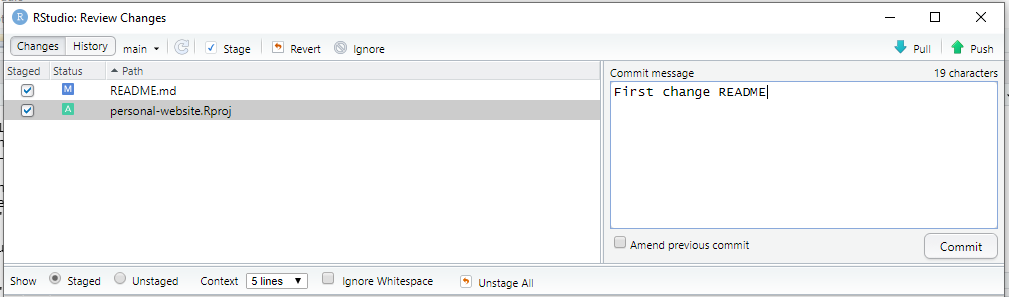 RStudio: Review Changes
Changes History main Stage Revert Ignore Pull Push
Staged Status Path
M README.md
A personal-website.Rproj
Commit message 19 characters
First change README
Amend previous commit
Commit
Show Staged Unstaged Context 5 lines Ignore Whitespace Unstage All